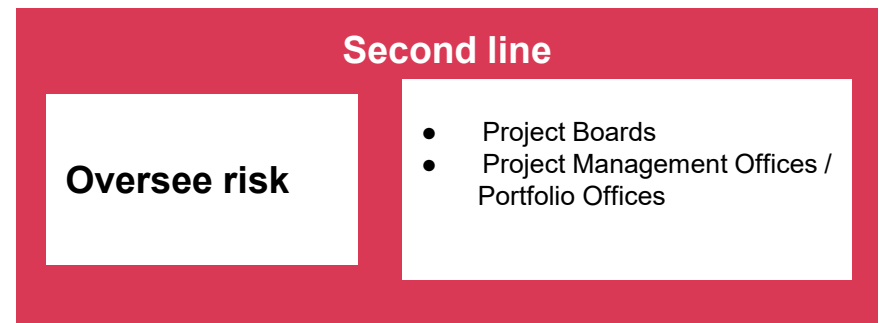 Second line
Oversee risk
● Project Boards
● Project Management Offices /
Portfolio Offices